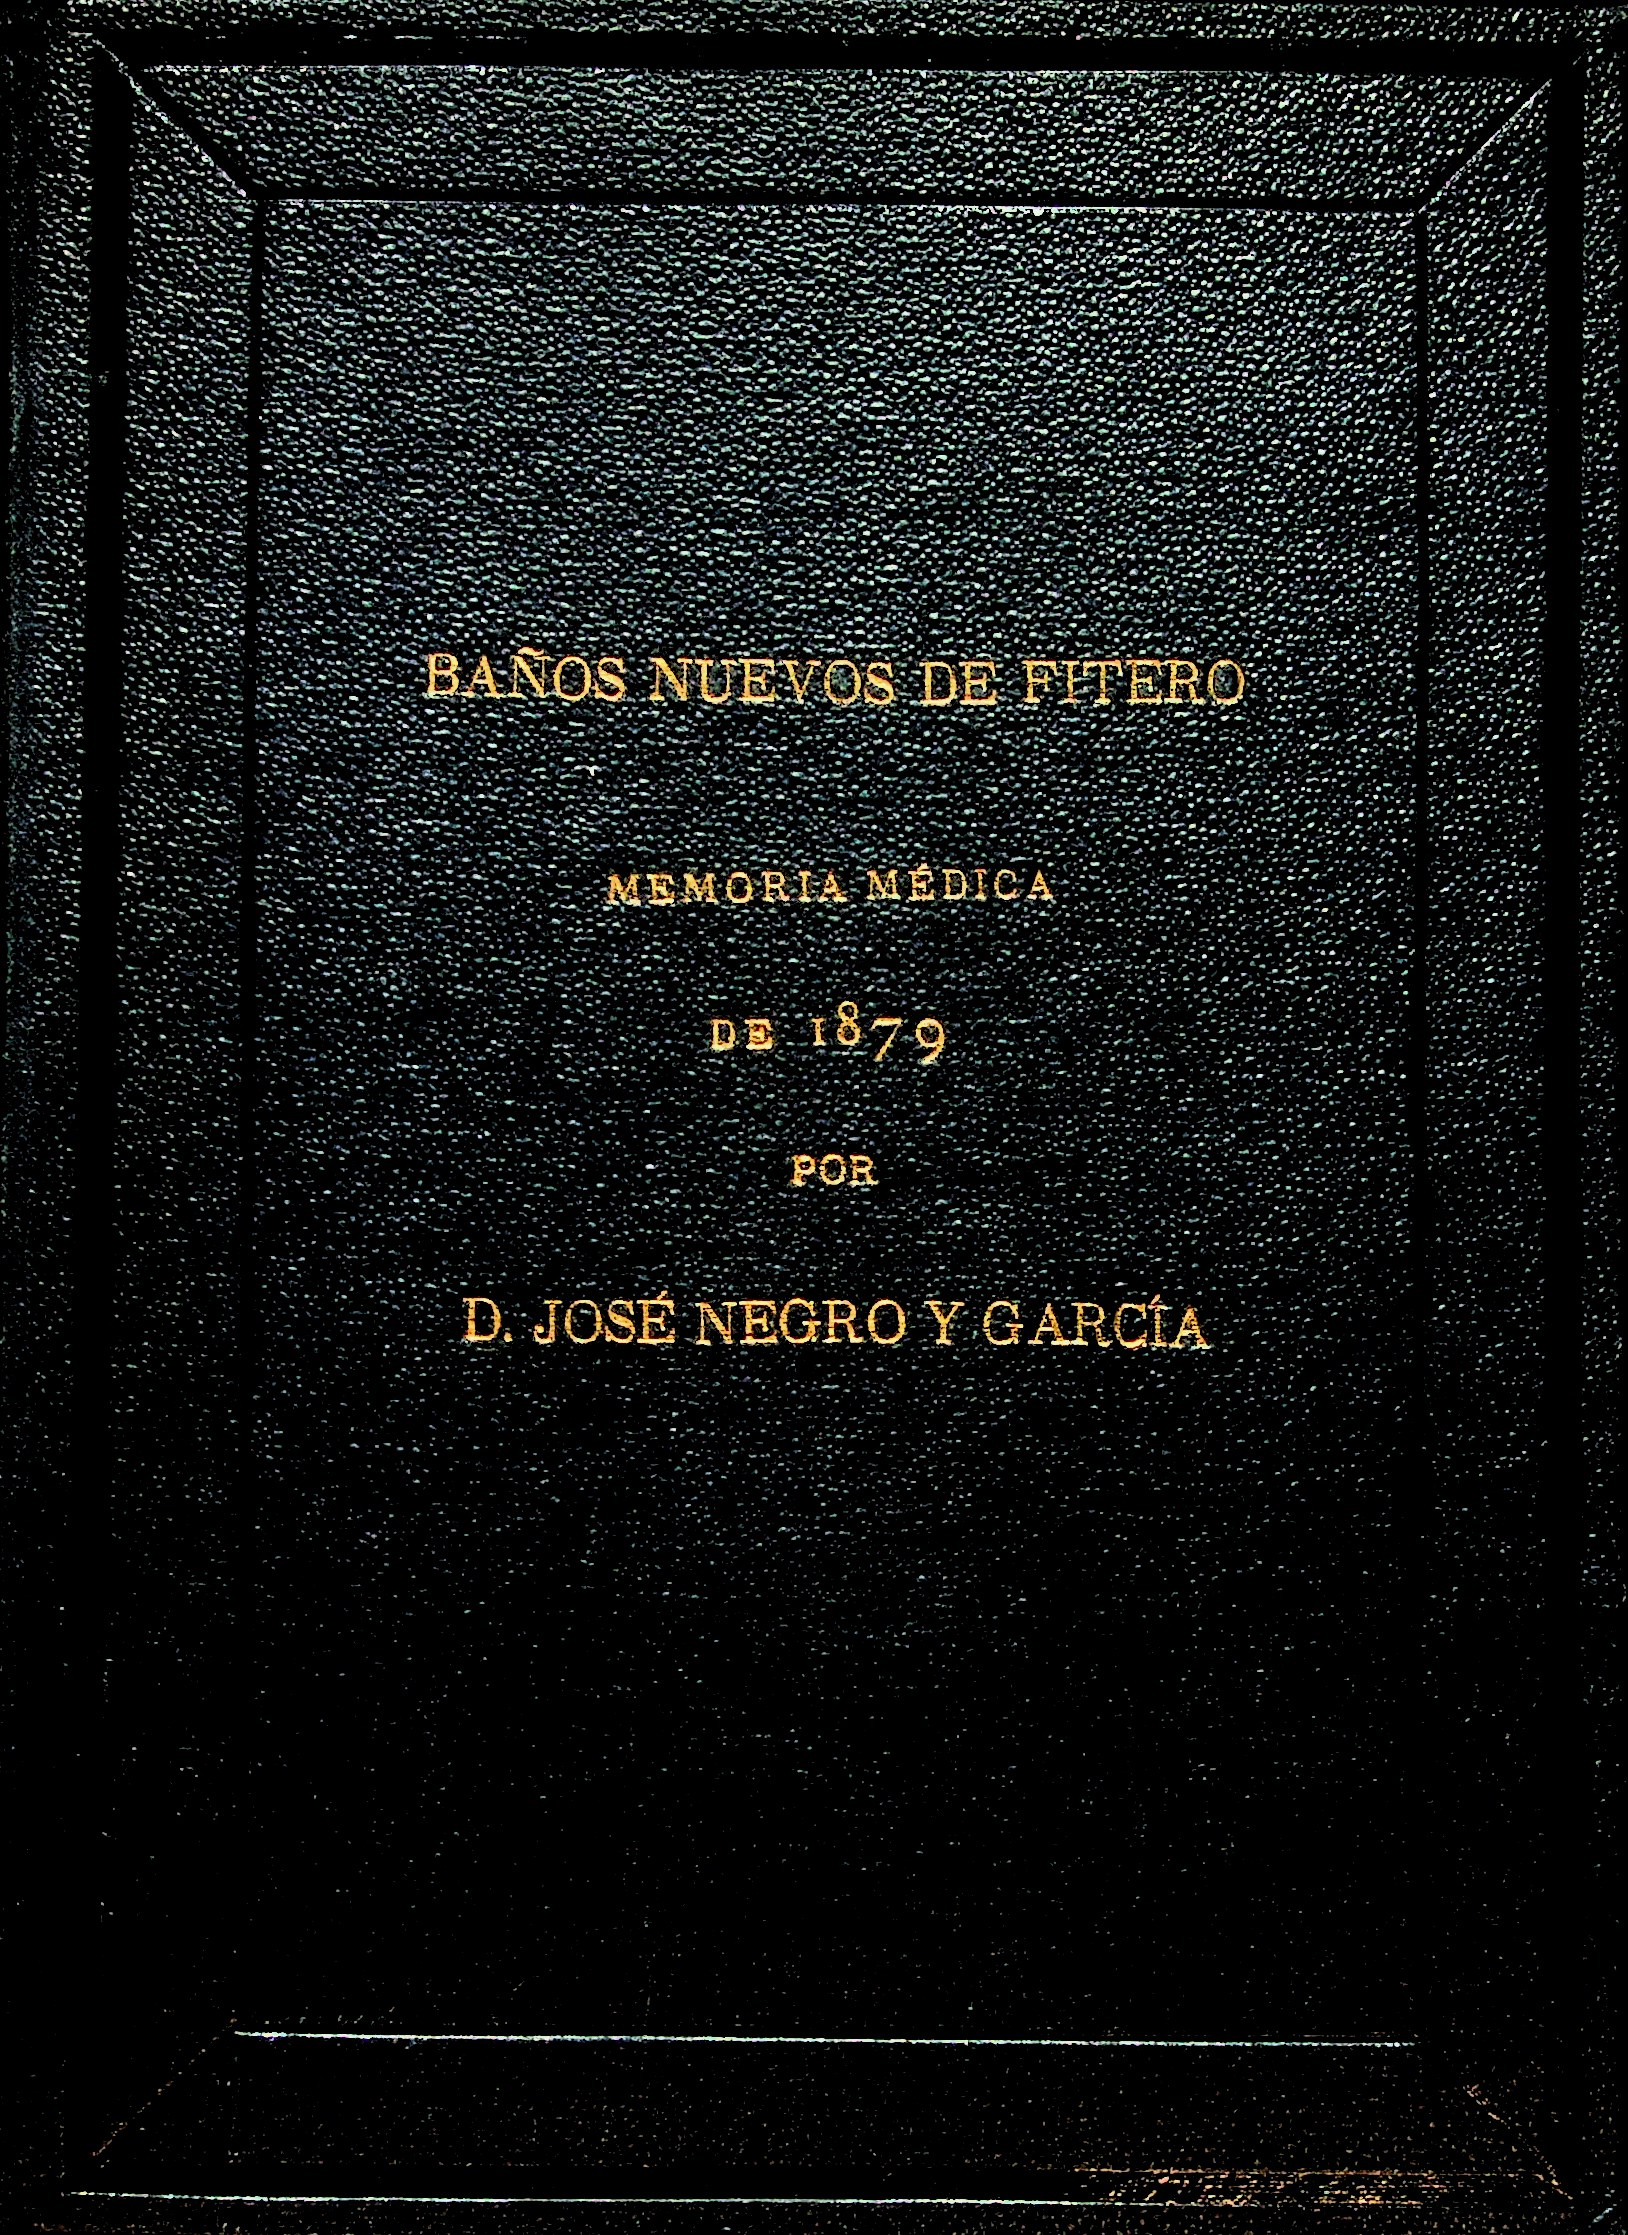 BAÑOS NUEVOS DE FITERO
MEMORIA MÉDICA
DE 1879
POR
D. JOSÉ NEGRO Y GARCÍA